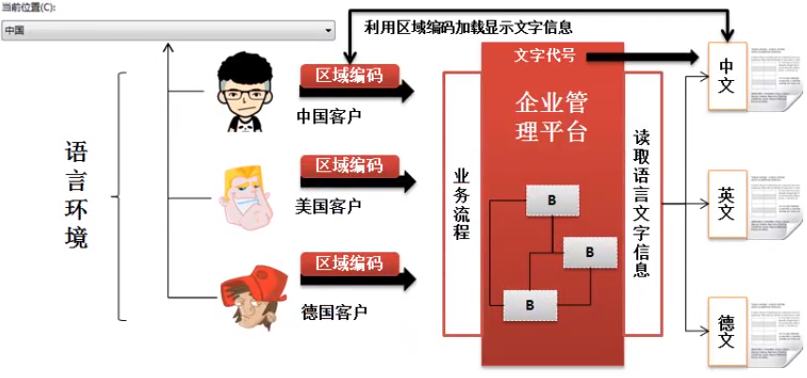 当前位置(C):
中国
利用区域编码加载显示文字信息
语言环境
区域编码
中国客户
区域编码
美国客户
区域编码
德国客户
业务流程
文字代号
企业管
理平台
B
B
B
读取语言文字信息
中文
英文
德文